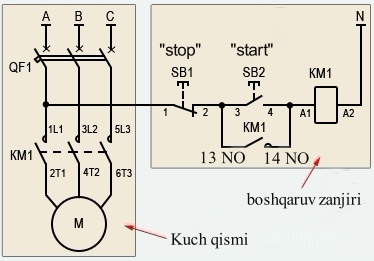 A B C N
"stop" "start"
QF1 SB1 SB2 KM1
1 2 3 4 A1 A2
1L1 3L2 5L3 KM1
KM1 13 NO 14 NO
2T1 4T2 6T3
boshqaruv zanjiri
M
Kuch qismi